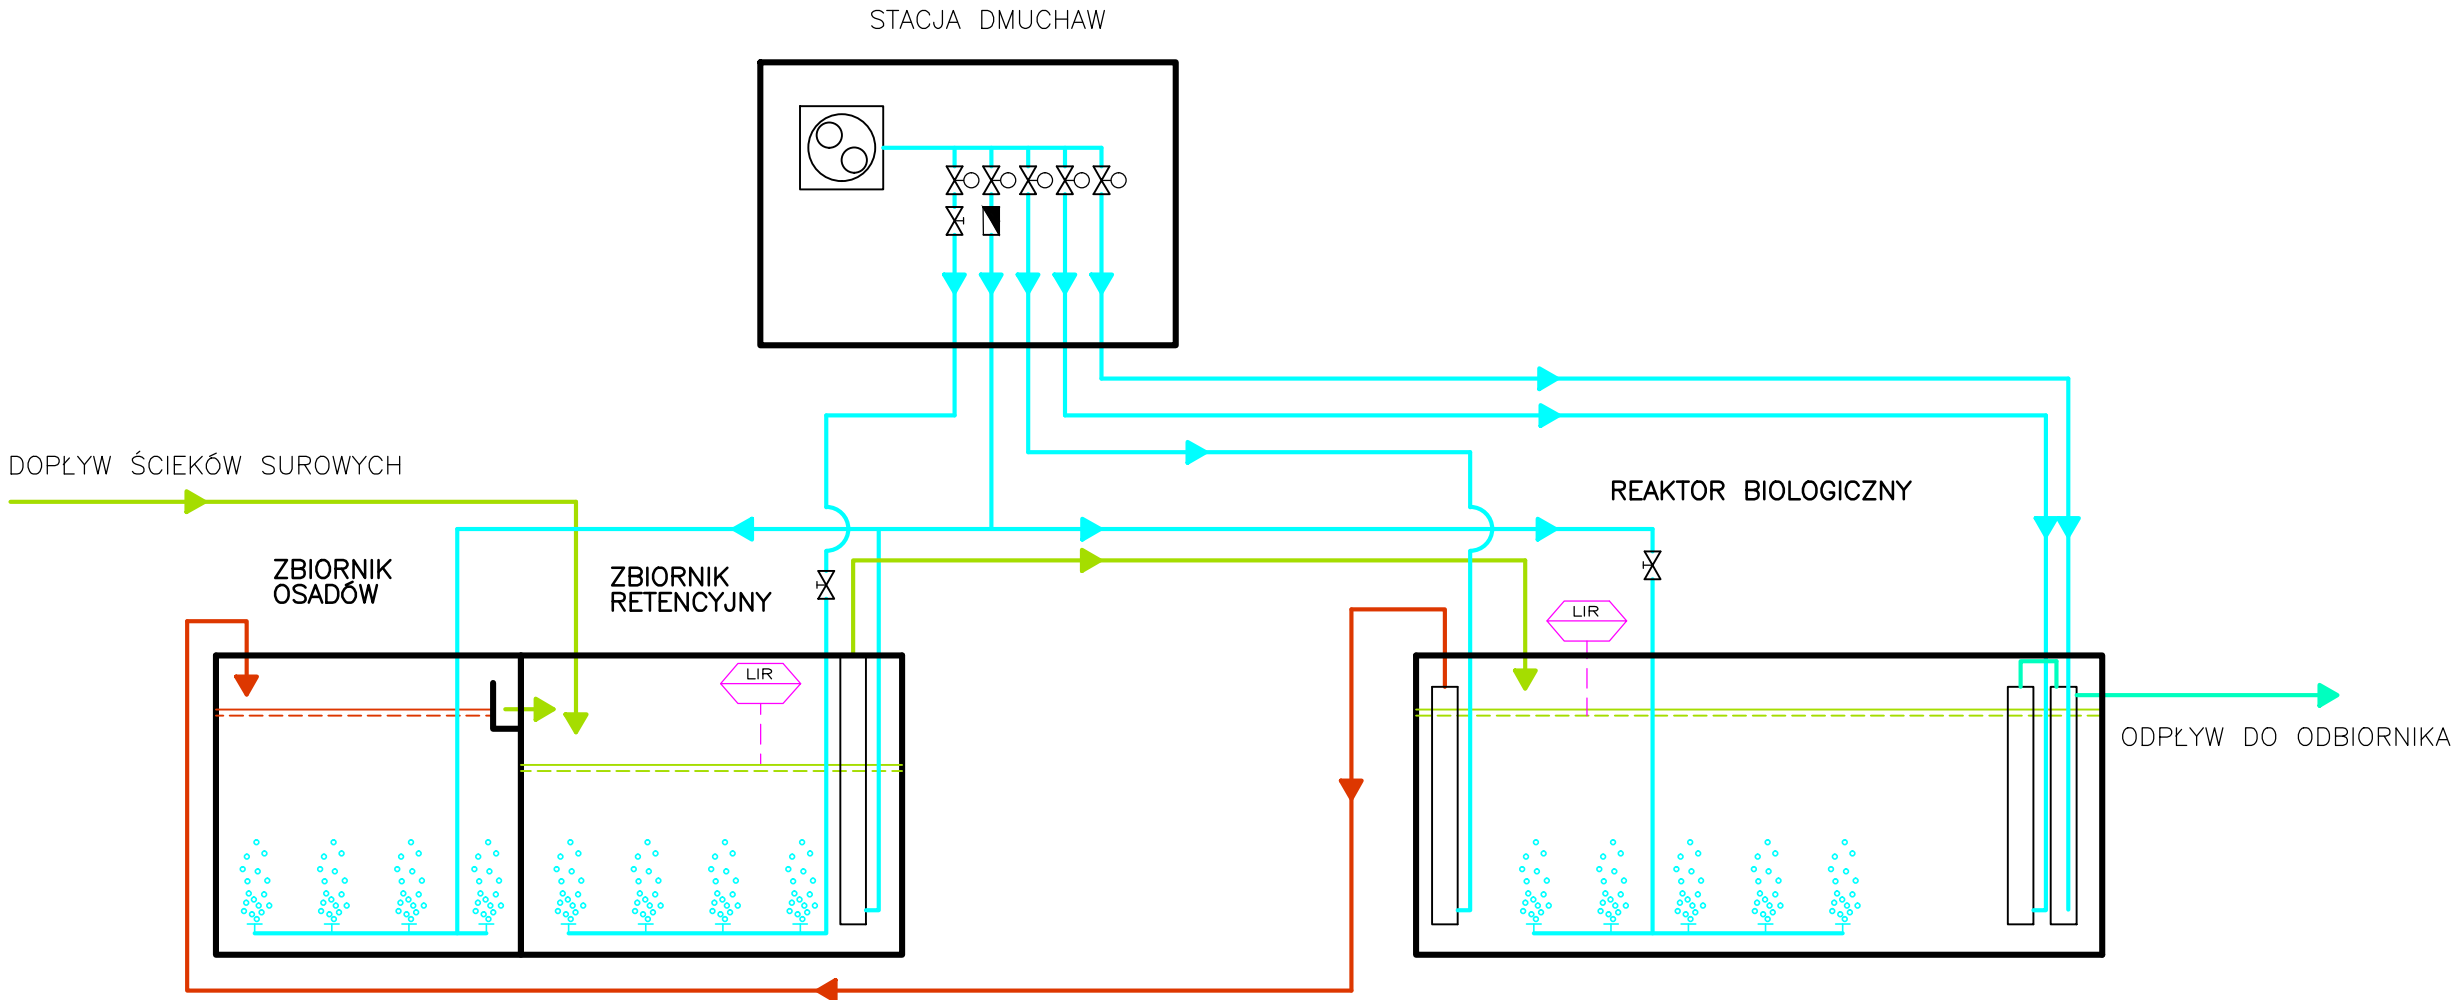 STACJA DMUCHAW
DOPŁYW ŚCIEKÓW SUROWYCH
REAKTOR BIOLOGICZNY
ZBIORNIK
OSADÓW
ZBIORNIK
RETENCYJNY
LIR
LIR
ODPŁYW DO ODBIORNIKA